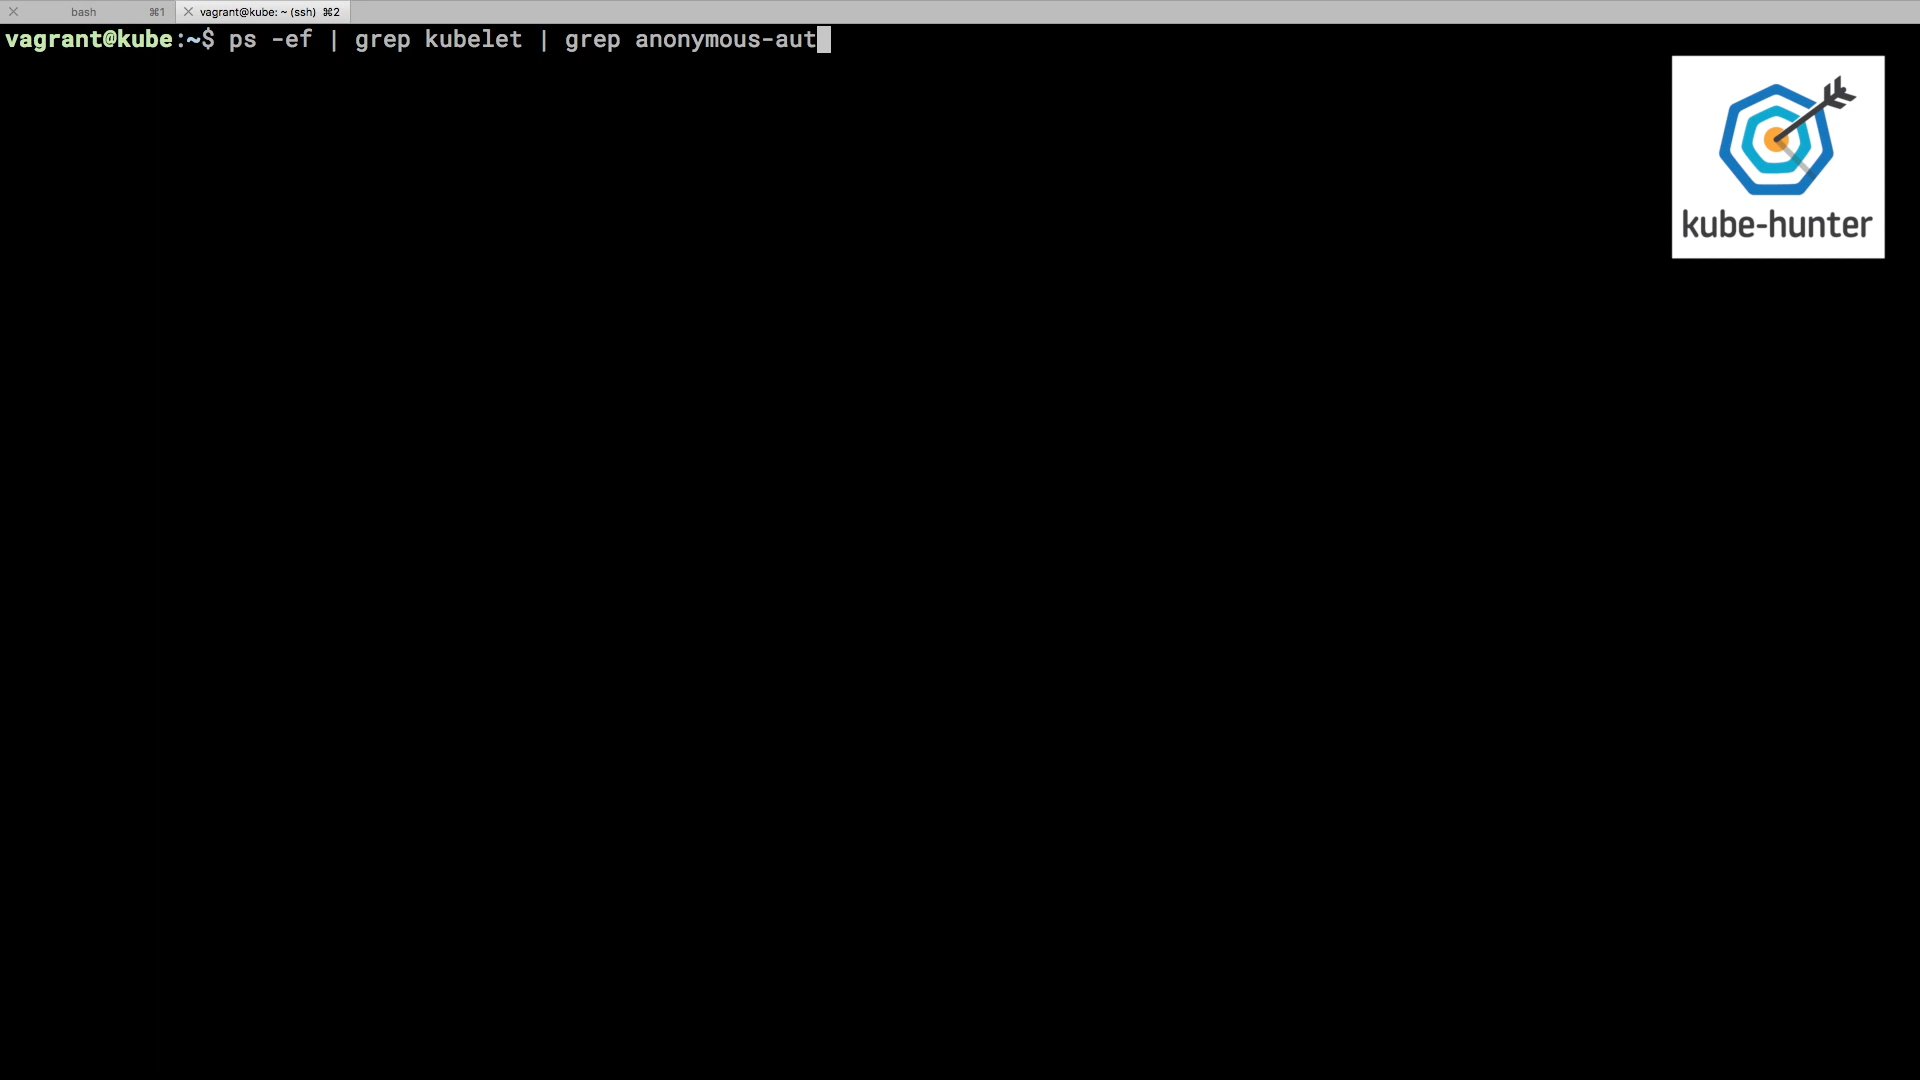 bash ⌘1 vagrant@kube: ~ (ssh) ⌘2
vagrant@kube:~$ ps -ef | grep kubelet | grep anonymous-aut
kube-hunter